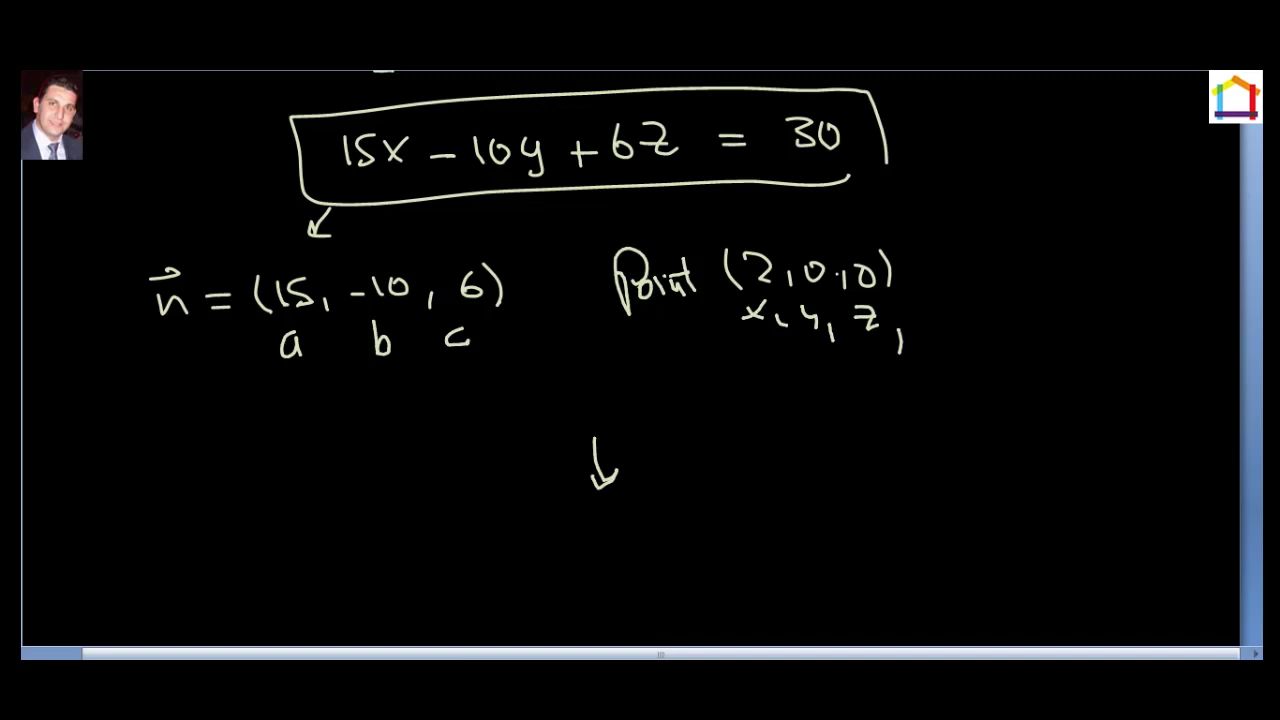 15x - 10y + 6z = 30
n = (15, -10, 6) Point (2,0,0)
a b c x, y, z,